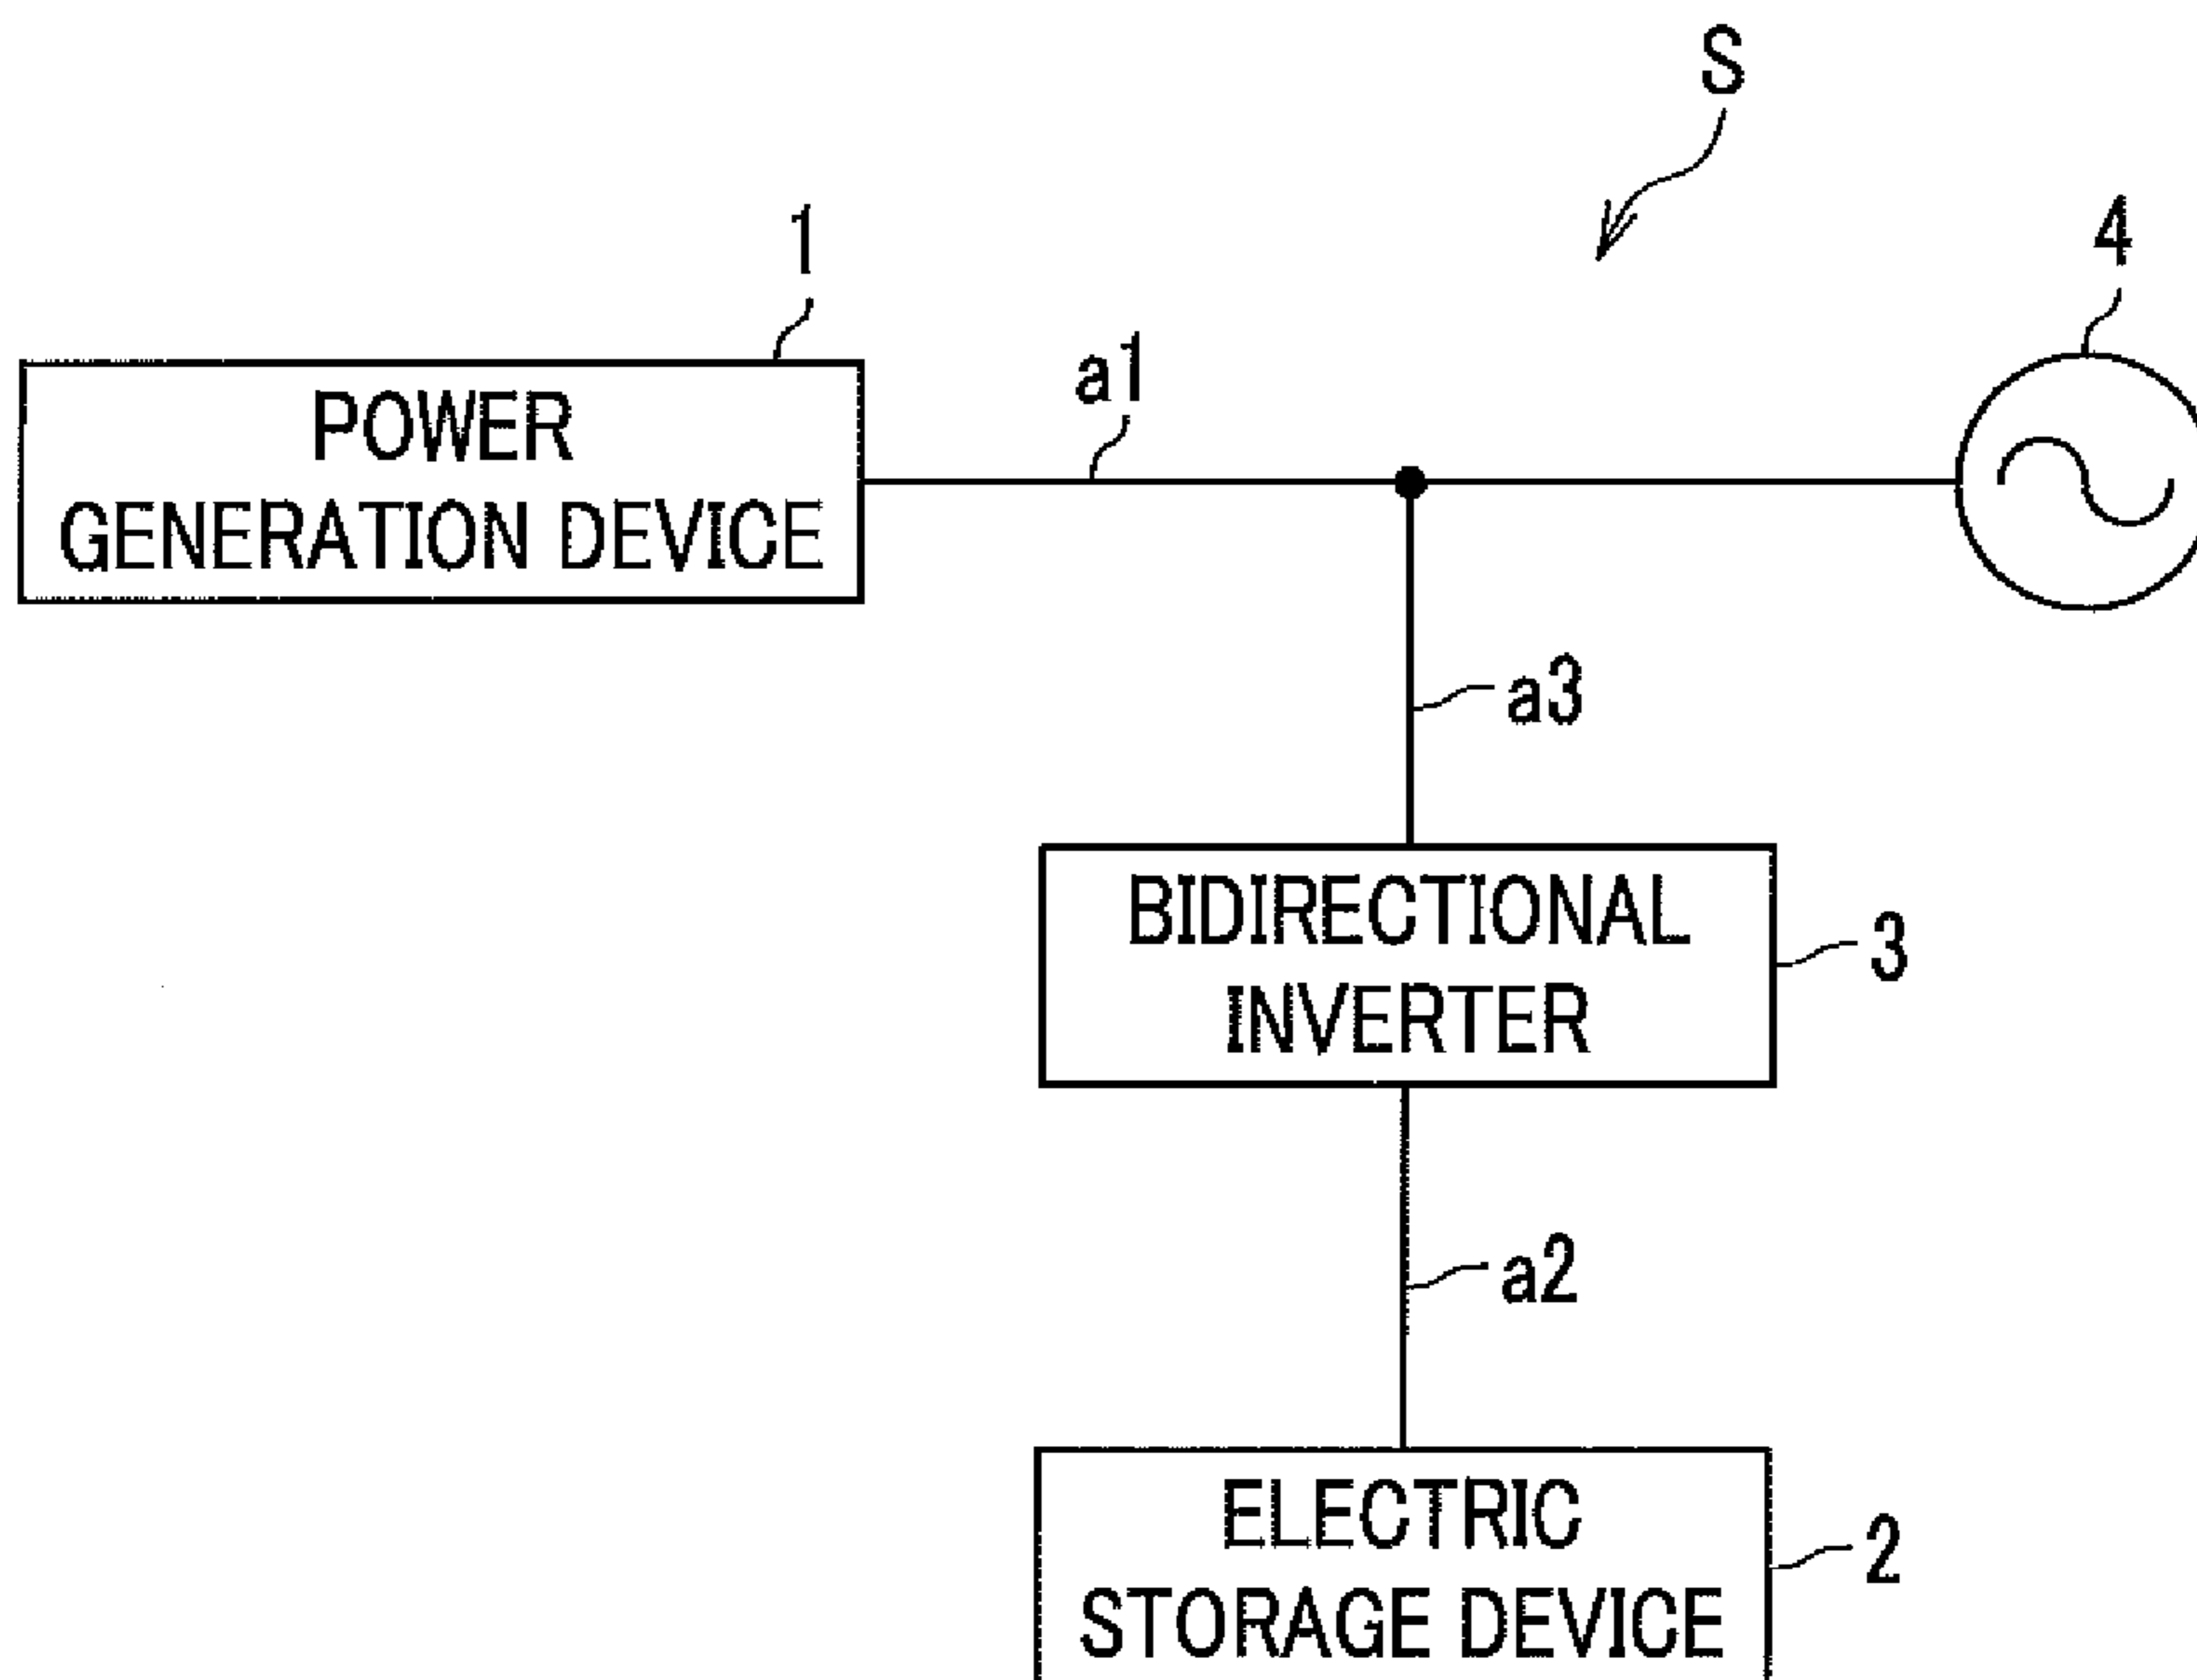 S
1
4
a1
POWER
GENERATION DEVICE
a3
BIDIRECTIONAL
INVERTER
3
a2
ELECTRIC
STORAGE DEVICE
2